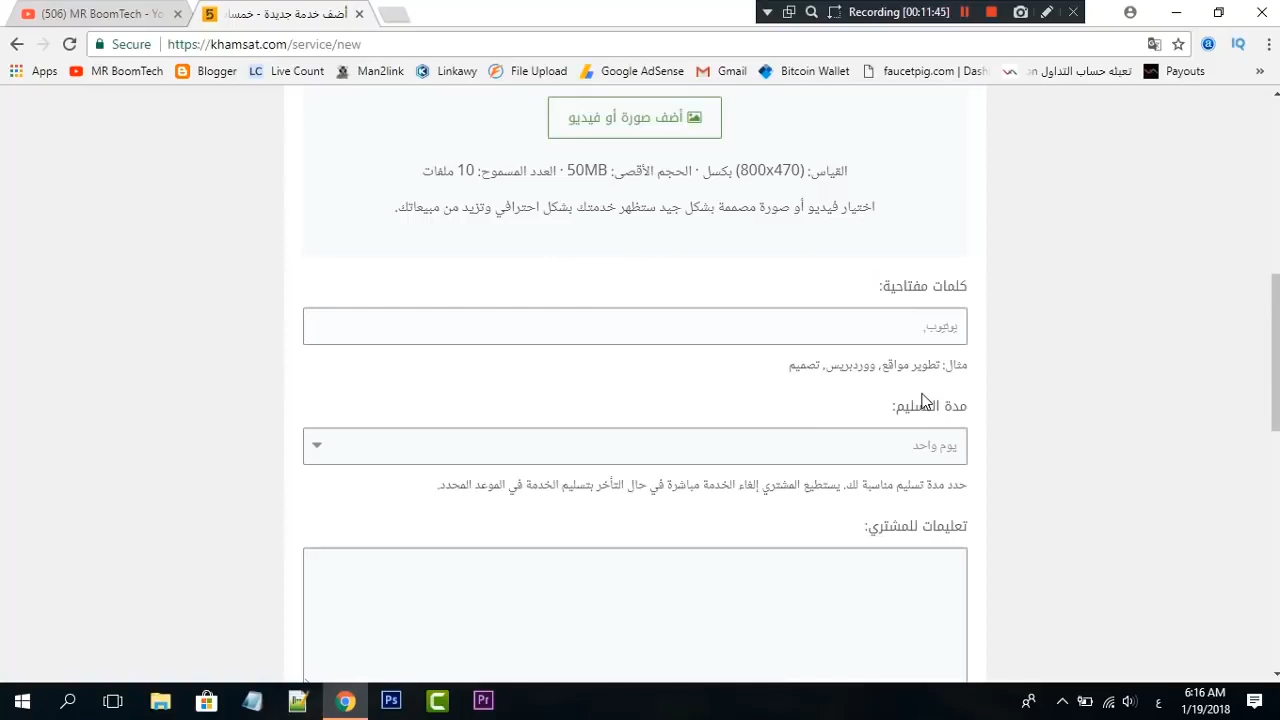 (506) MR BoomTech - Yo
أضف خدمة جديدة - خمسا
Recording [00:11:45]
Secure
https://khamsat.com/service/new
Apps
MR BoomTech
Blogger
LC Live Count
Man2link
Linkawy
File Upload
Google AdSense
Gmail
Bitcoin Wallet
faucetpig.com | Dashl
تعبئه حساب التداول on
Payouts
أضف صورة أو فيديو
القياس: (800x470) بكسل · الحجم الأقصى: 50MB · العدد المسموح: 10 ملفات
اختيار فيديو أو صورة مصممة بشكل جيد ستظهر خدمتك بشكل احترافي وتزيد من مبيعاتك.
كلمات مفتاحية:
يوتيوب,
مثال: تطوير مواقع, ووردبريس, تصميم
مدة التسليم:
يوم واحد
حدد مدة تسليم مناسبة لك. يستطيع المشتري إلغاء الخدمة مباشرة في حال التأخر بتسليم الخدمة في الموعد المحدد.
تعليمات للمشتري:
Ps
Pr
ع
6:16 AM
1/19/2018